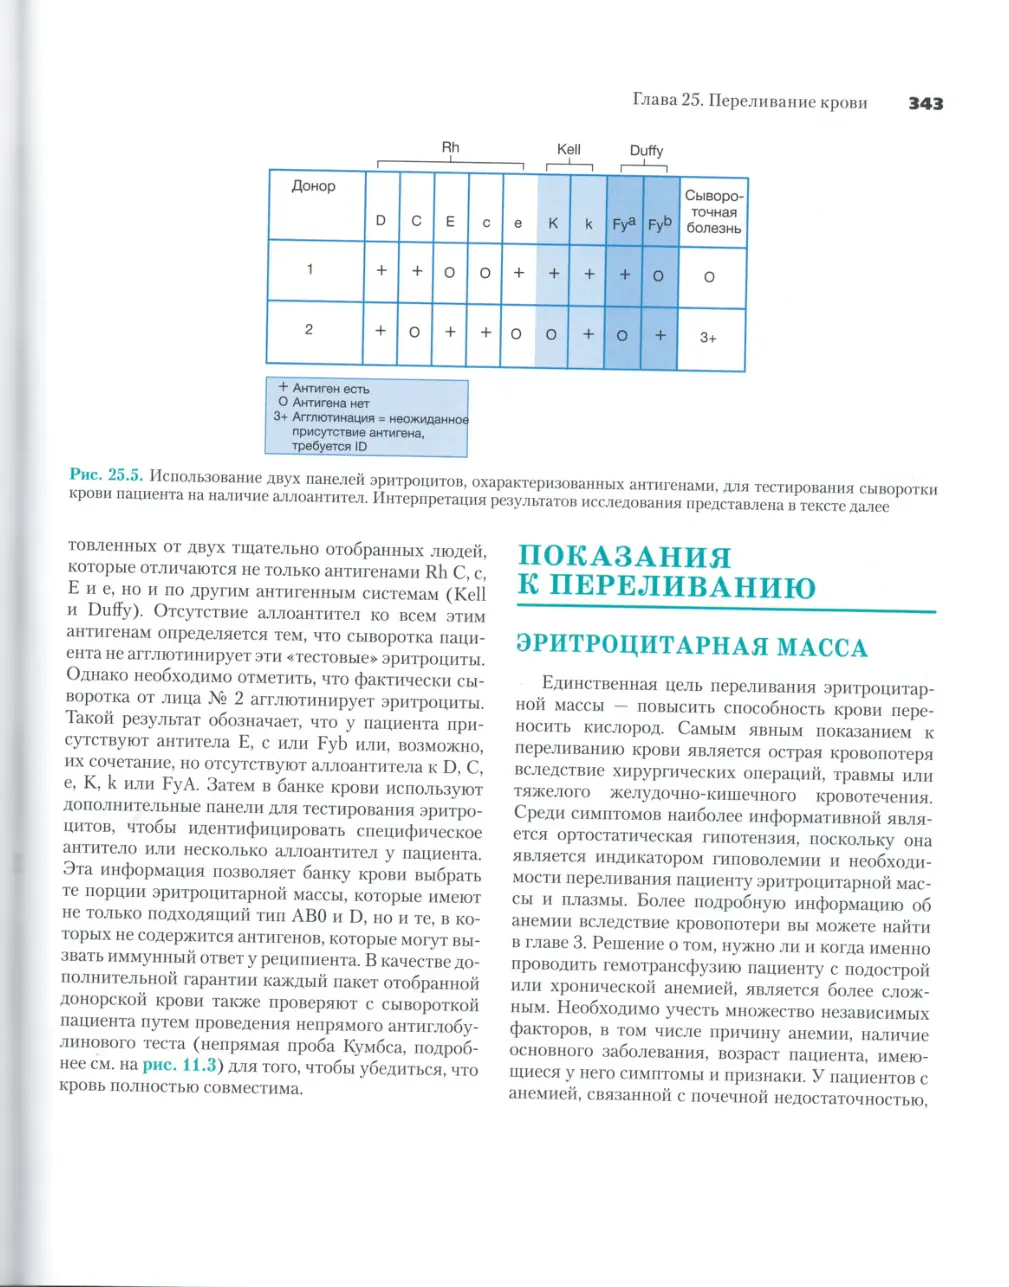 Глава 25. Переливание крови 343
Rh Kell Duffy
Донор D C E c e K k Fyа Fyb Сыворо-
точная
болезнь
1 + + O O + + + + O O
2 + O + + O O + O + 3+
+ Антиген есть
O Антигена нет
3+ Агглютинация = неожиданное
присутствие антигена,
требуется ID
Рис. 25.5. Использование двух панелей эритроцитов, охарактеризованных антигенами, для тестирования сыворотки
крови пациента на наличие аллоантител. Интерпретация результатов исследования представлена в тексте далее
товленных от двух тщательно отобранных людей,
которые отличаются не только антигенами Rh C, c,
E и e, но и по другим антигенным системам (Kell
и Duffy). Отсутствие аллоантител ко всем этим
антигенам определяется тем, что сыворотка паци-
ента не агглютинирует эти «тестовые» эритроциты.
Однако необходимо отметить, что фактически сы-
воротка от лица № 2 агглютинирует эритроциты.
Такой результат обозначает, что у пациента при-
сутствуют антитела E, c или Fyb или, возможно,
их сочетание, но отсутствуют аллоантитела к D, C,
e, K, k или FyA. Затем в банке крови используют
дополнительные панели для тестирования эритро-
цитов, чтобы идентифицировать специфическое
антитело или несколько аллоантител у пациента.
Эта информация позволяет банку крови выбрать
те порции эритроцитарной массы, которые имеют
не только подходящий тип АВ0 и D, но и те, в ко-
торых не содержится антигенов, которые могут вы-
звать иммунный ответ у реципиента. В качестве до-
полнительной гарантии каждый пакет отобранной
донорской крови также проверяют с сывороткой
пациента путем проведения непрямого антиглобу-
линового теста (непрямая проба Кумбса, подроб-
нее см. на рис. 11.3) для того, чтобы убедиться, что
кровь полностью совместима.
ПОКАЗАНИЯ
К ПЕРЕЛИВАНИЮ
ЭРИТРОЦИТАРНАЯ МАССА
Единственная цель переливания эритроцитар-
ной массы — повысить способность крови пере-
носить кислород. Самым явным показанием к
переливанию крови является острая кровопотеря
вследствие хирургических операций, травмы или
тяжелого желудочно-кишечного кровотечения.
Среди симптомов наиболее информативной явля-
ется ортостатическая гипотензия, поскольку она
является индикатором гиповолемии и необходи-
мости переливания пациенту эритроцитарной мас-
сы и плазмы. Более подробную информацию об
анемии вследствие кровопотери вы можете найти
в главе 3. Решение о том, нужно ли и когда именно
проводить гемотрансфузию пациенту с подострой
или хронической анемией, является более слож-
ным. Необходимо учесть множество независимых
факторов, в том числе причину анемии, наличие
основного заболевания, возраст пациента, имею-
щиеся у него симптомы и признаки. У пациентов с
анемией, связанной с почечной недостаточностью,